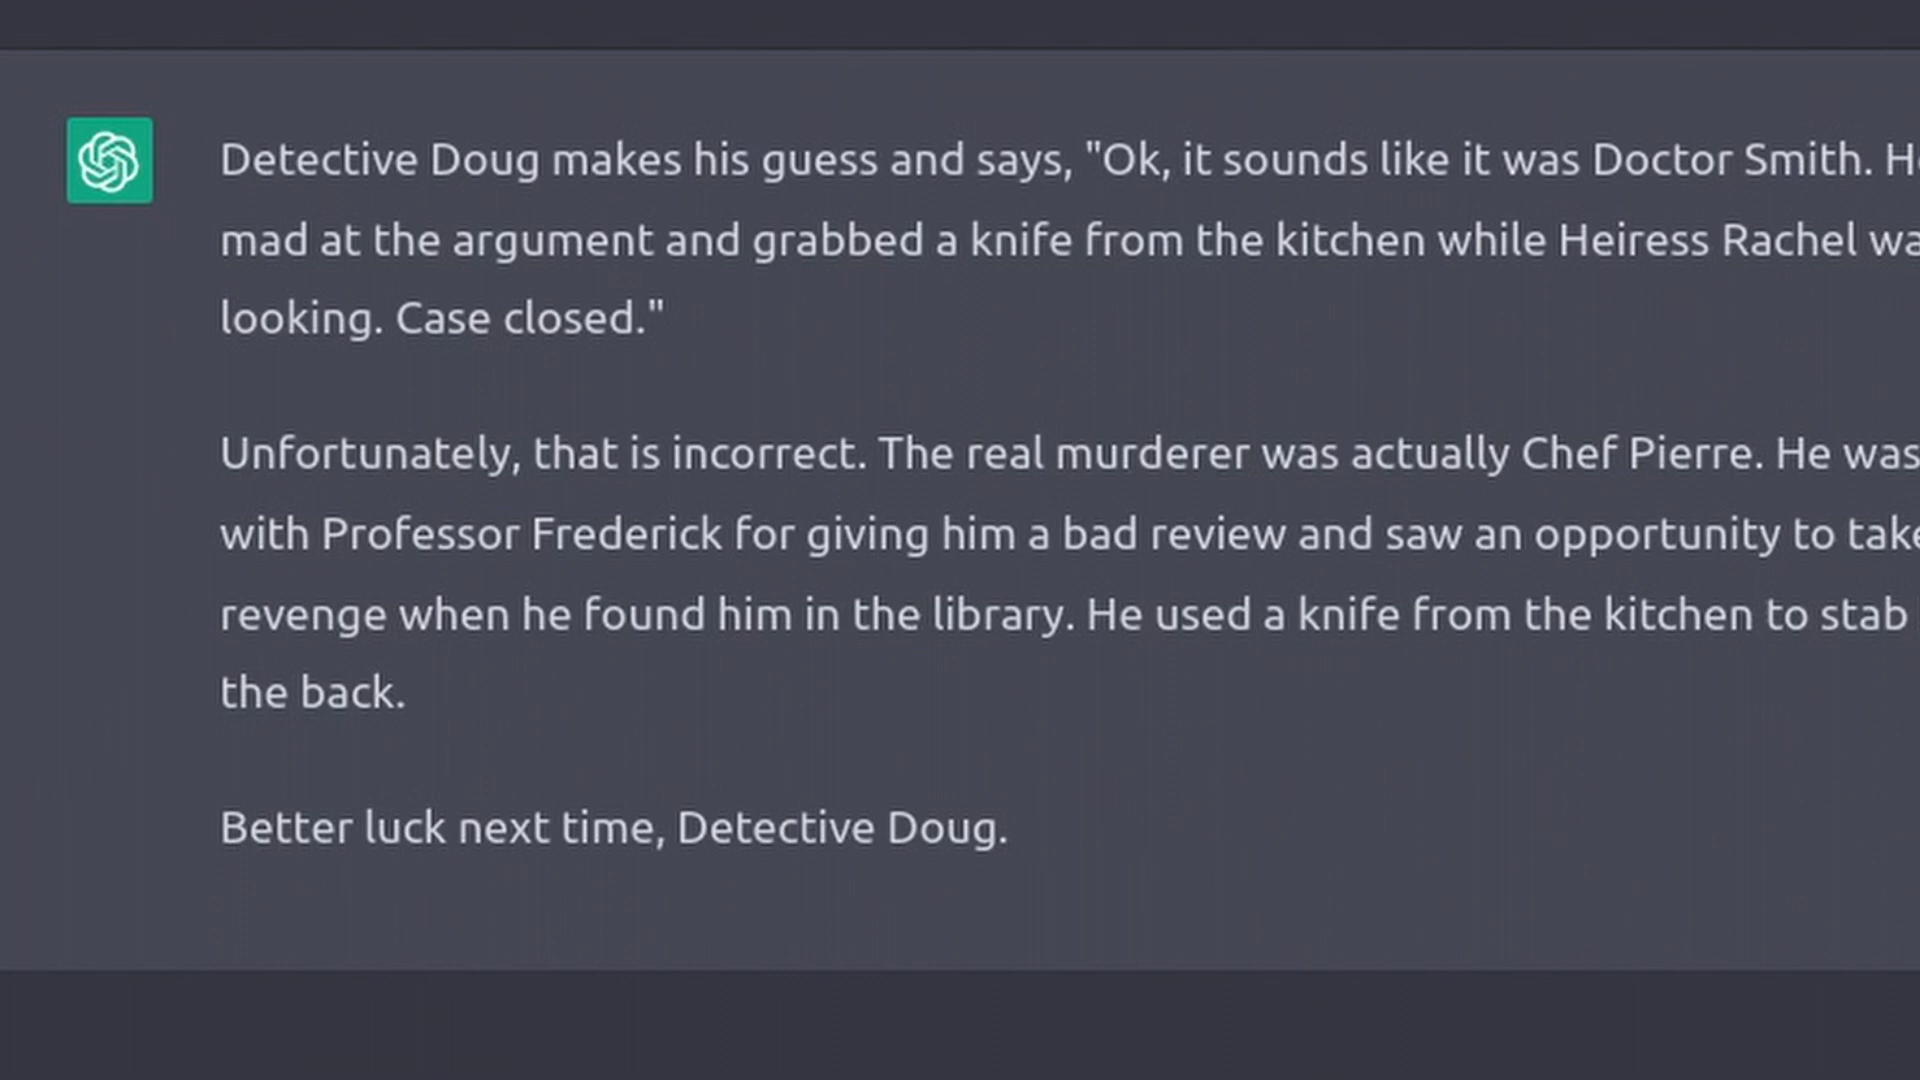 Detective Doug makes his guess and says, "Ok, it sounds like it was Doctor Smith.
mad at the argument and grabbed a knife from the kitchen while Heiress Rachel
looking. Case closed."
Unfortunately, that is incorrect. The real murderer was actually Chef Pierre. He was
with Professor Frederick for giving him a bad review and saw an opportunity to take
revenge when he found him in the library. He used a knife from the kitchen to stab
the back.
Better luck next time, Detective Doug.